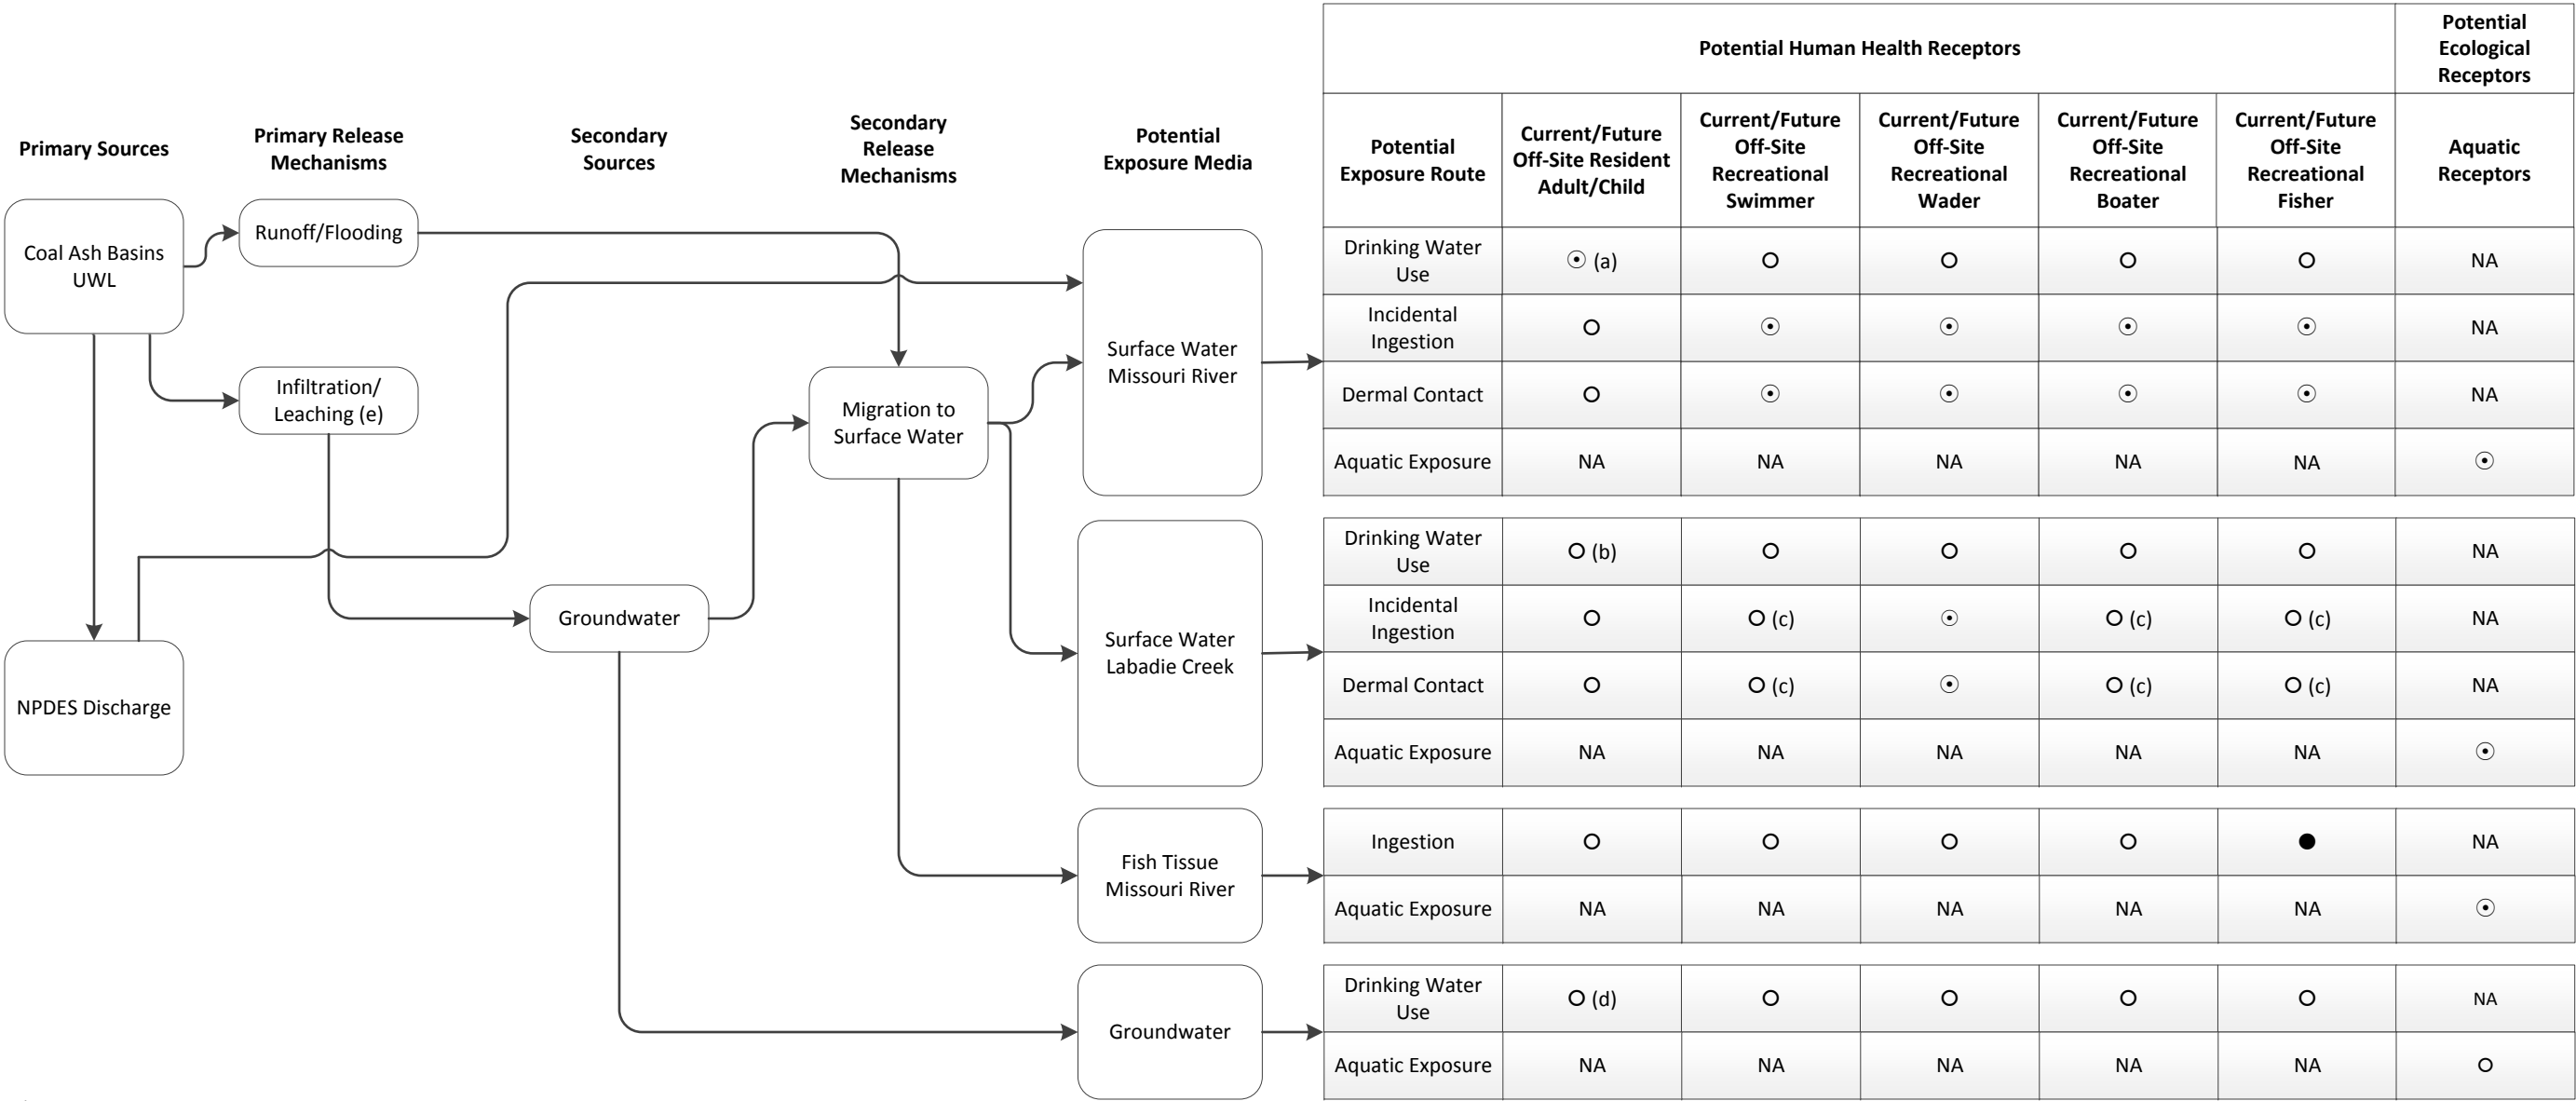 Primary Sources
Primary Release
Mechanisms
Secondary
Sources
Secondary
Release
Mechanisms
Potential
Exposure Media
Coal Ash Basins
UWL
Runoff/Flooding
Infiltration/
Leaching (e)
NPDES Discharge
Groundwater
Migration to
Surface Water
Surface Water
Missouri River
Surface Water
Labadie Creek
Fish Tissue
Missouri River
Groundwater
Potential Human Health Receptors
Potential
Ecological
Receptors
Potential
Exposure Route
Current/Future
Off-Site Resident
Adult/Child
Current/Future
Off-Site
Recreational
Swimmer
Current/Future
Off-Site
Recreational
Wader
Current/Future
Off-Site
Recreational
Boater
Current/Future
Off-Site
Recreational
Fisher
Aquatic
Receptors
Drinking Water
Use
(a)
NA
Incidental
Ingestion
NA
Dermal Contact
NA
Aquatic Exposure
NA
NA
NA
NA
NA
Drinking Water
Use
(b)
NA
Incidental
Ingestion
(c)
(c)
(c)
NA
Dermal Contact
(c)
(c)
(c)
NA
Aquatic Exposure
NA
NA
NA
NA
NA
Ingestion
NA
Aquatic Exposure
NA
NA
NA
NA
NA
Drinking Water
Use
(d)
NA
Aquatic Exposure
NA
NA
NA
NA
NA